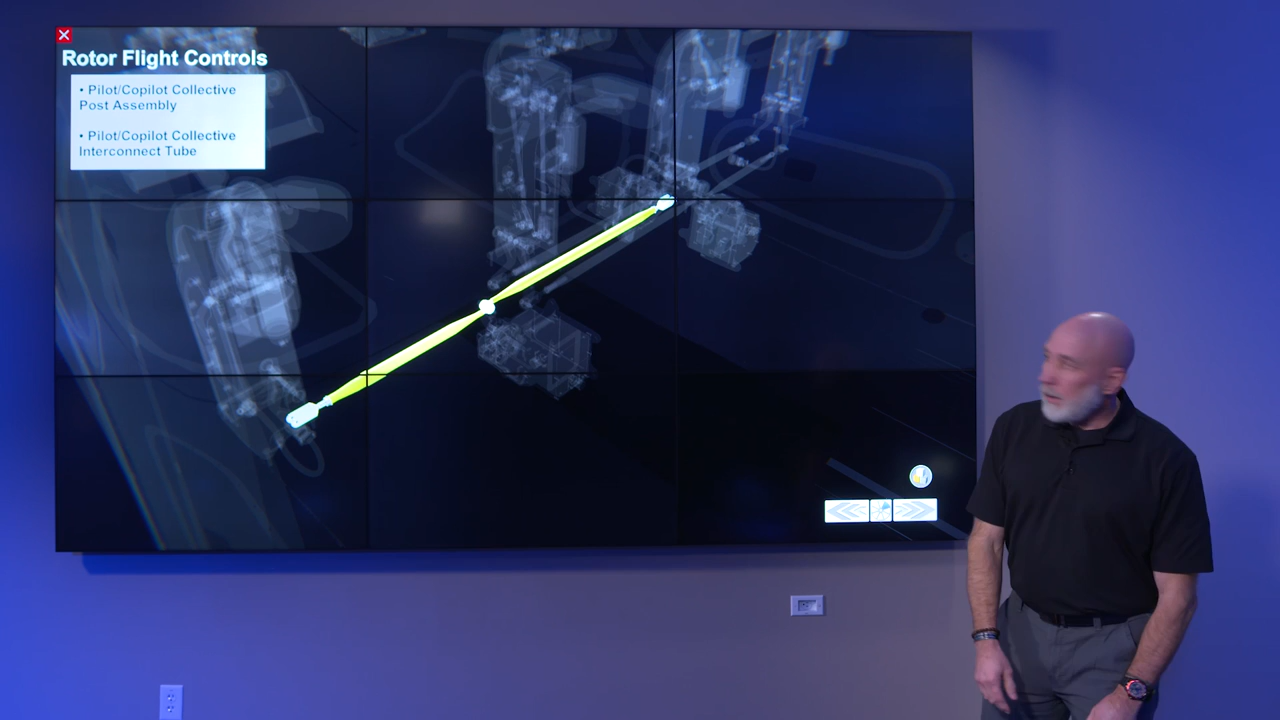 Rotor Flight Controls
• Pilot/Copilot Collective
Post Assembly
• Pilot/Copilot Collective
Interconnect Tube